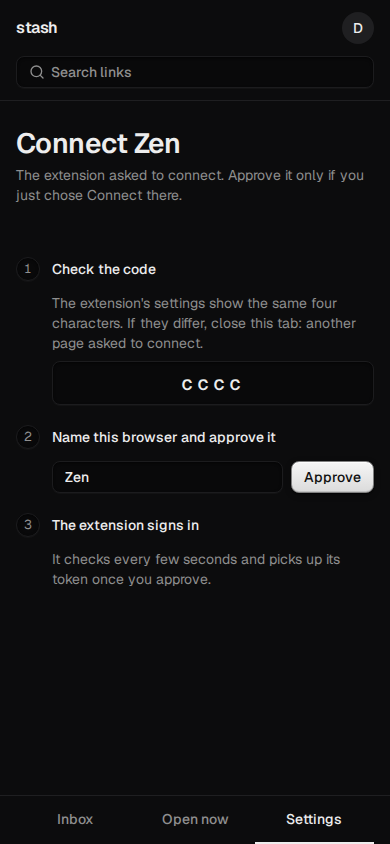 stash
D
Search links
Connect Zen
The extension asked to connect. Approve it only if you
just chose Connect there.
1
Check the code
The extension's settings show the same four
characters. If they differ, close this tab: another
page asked to connect.
CCCC
2
Name this browser and approve it
Zen
Approve
3
The extension signs in
It checks every few seconds and picks up its
token once you approve.
Inbox
Open now
Settings